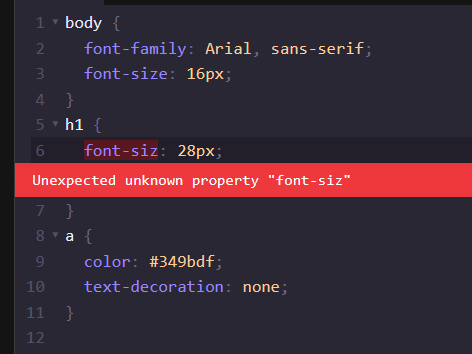 1 body {
2 font-family: Arial, sans-serif;
3 font-size: 16px;
4 }
5 h1 {
6 font-siz: 28px;
Unexpected unknown property "font-siz"
7 }
8 a {
9 color: #349bdf;
10 text-decoration: none;
11 }
12